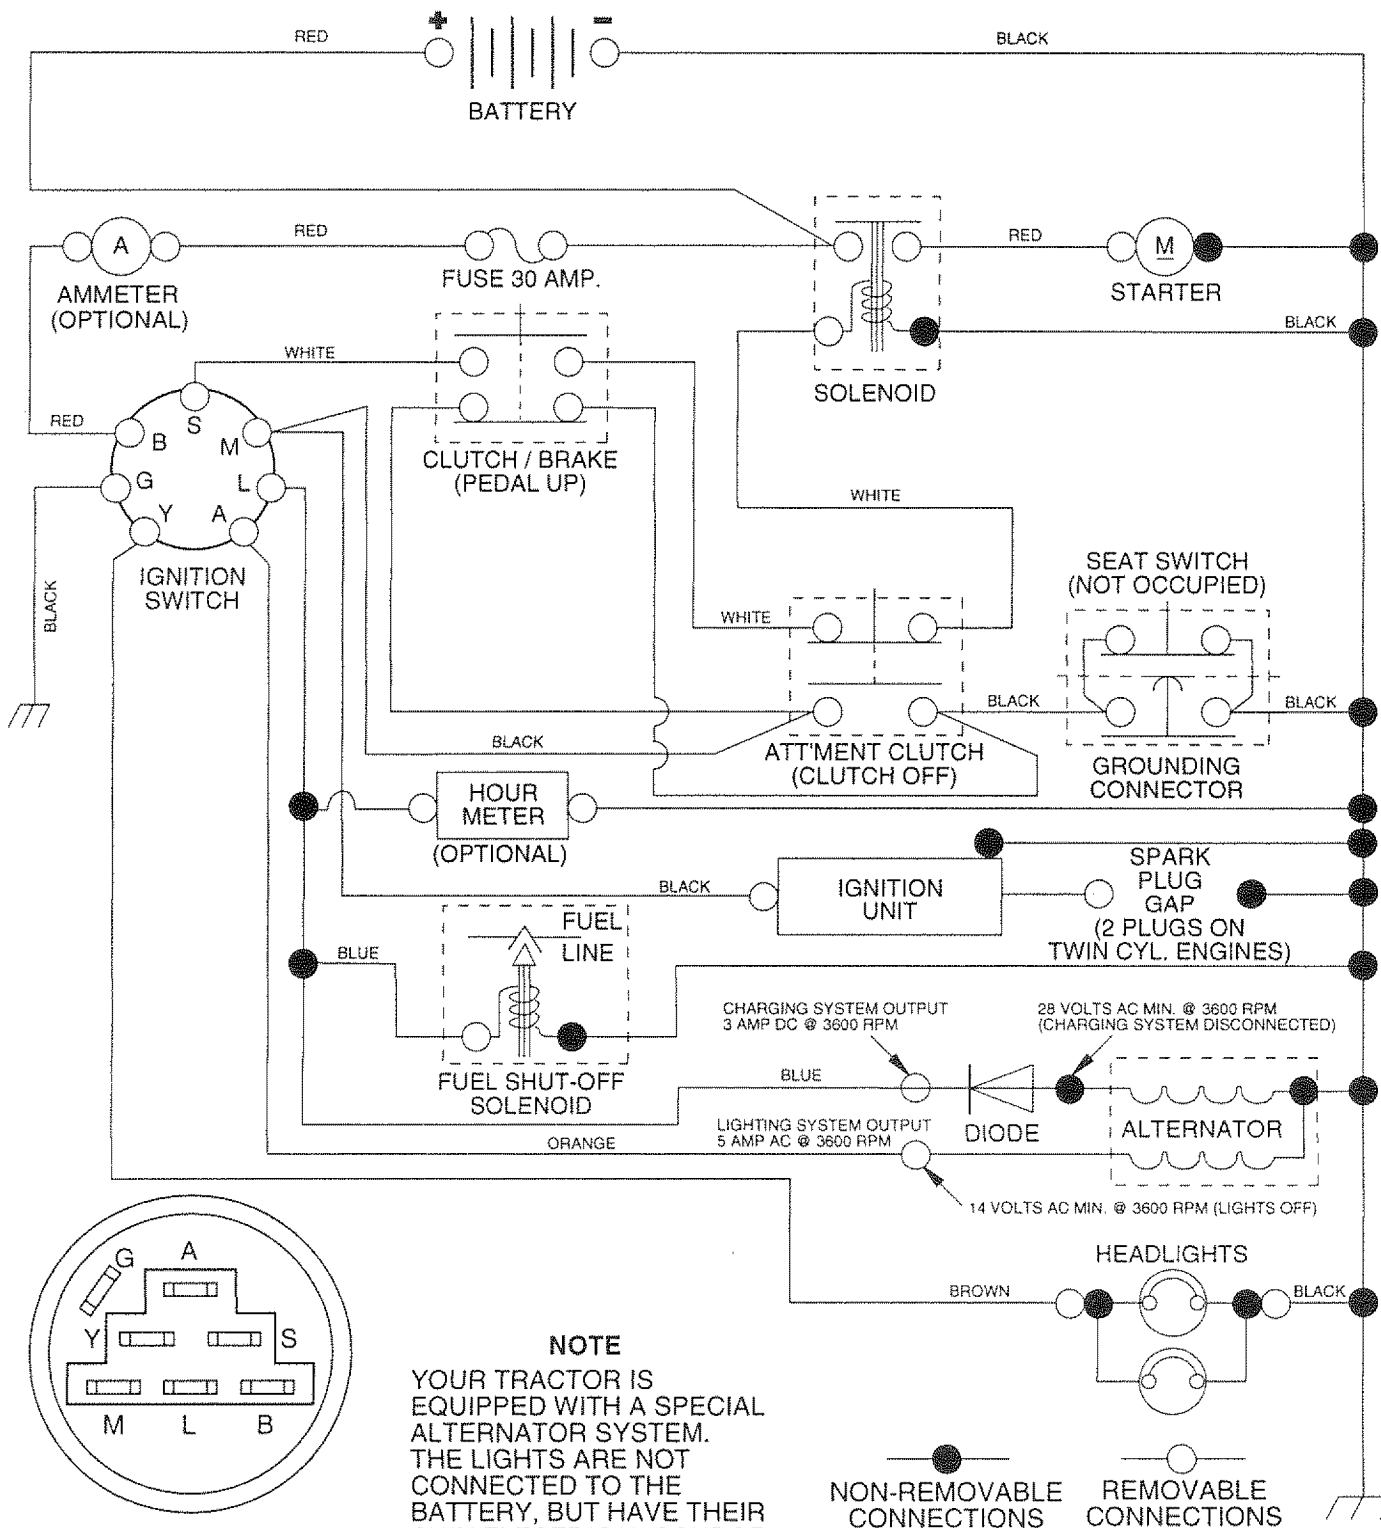 +
−
RED
BLACK
BATTERY
A
RED
RED
M
FUSE 30 AMP.
AMMETER
(OPTIONAL)
STARTER
BLACK
WHITE
SOLENOID
RED
S
B
M
G
L
Y
A
CLUTCH / BRAKE
(PEDAL UP)
WHITE
IGNITION
SWITCH
BLACK
SEAT SWITCH
(NOT OCCUPIED)
WHITE
BLACK
BLACK
BLACK
ATT'MENT CLUTCH
(CLUTCH OFF)
GROUNDING
CONNECTOR
HOUR
METER
(OPTIONAL)
BLACK
IGNITION
UNIT
SPARK
PLUG
GAP
(2 PLUGS ON
TWIN CYL. ENGINES)
FUEL
LINE
BLUE
CHARGING SYSTEM OUTPUT
3 AMP DC @ 3600 RPM
28 VOLTS AC MIN. @ 3600 RPM
(CHARGING SYSTEM DISCONNECTED)
FUEL SHUT-OFF
SOLENOID
BLUE
DIODE
ALTERNATOR
LIGHTING SYSTEM OUTPUT
5 AMP AC @ 3600 RPM
ORANGE
14 VOLTS AC MIN. @ 3600 RPM (LIGHTS OFF)
HEADLIGHTS
BROWN
BLACK
G
A
Y
S
M
L
B
NOTE
YOUR TRACTOR IS
EQUIPPED WITH A SPECIAL
ALTERNATOR SYSTEM.
THE LIGHTS ARE NOT
CONNECTED TO THE
BATTERY, BUT HAVE THEIR
NON-REMOVABLE
CONNECTIONS
REMOVABLE
CONNECTIONS